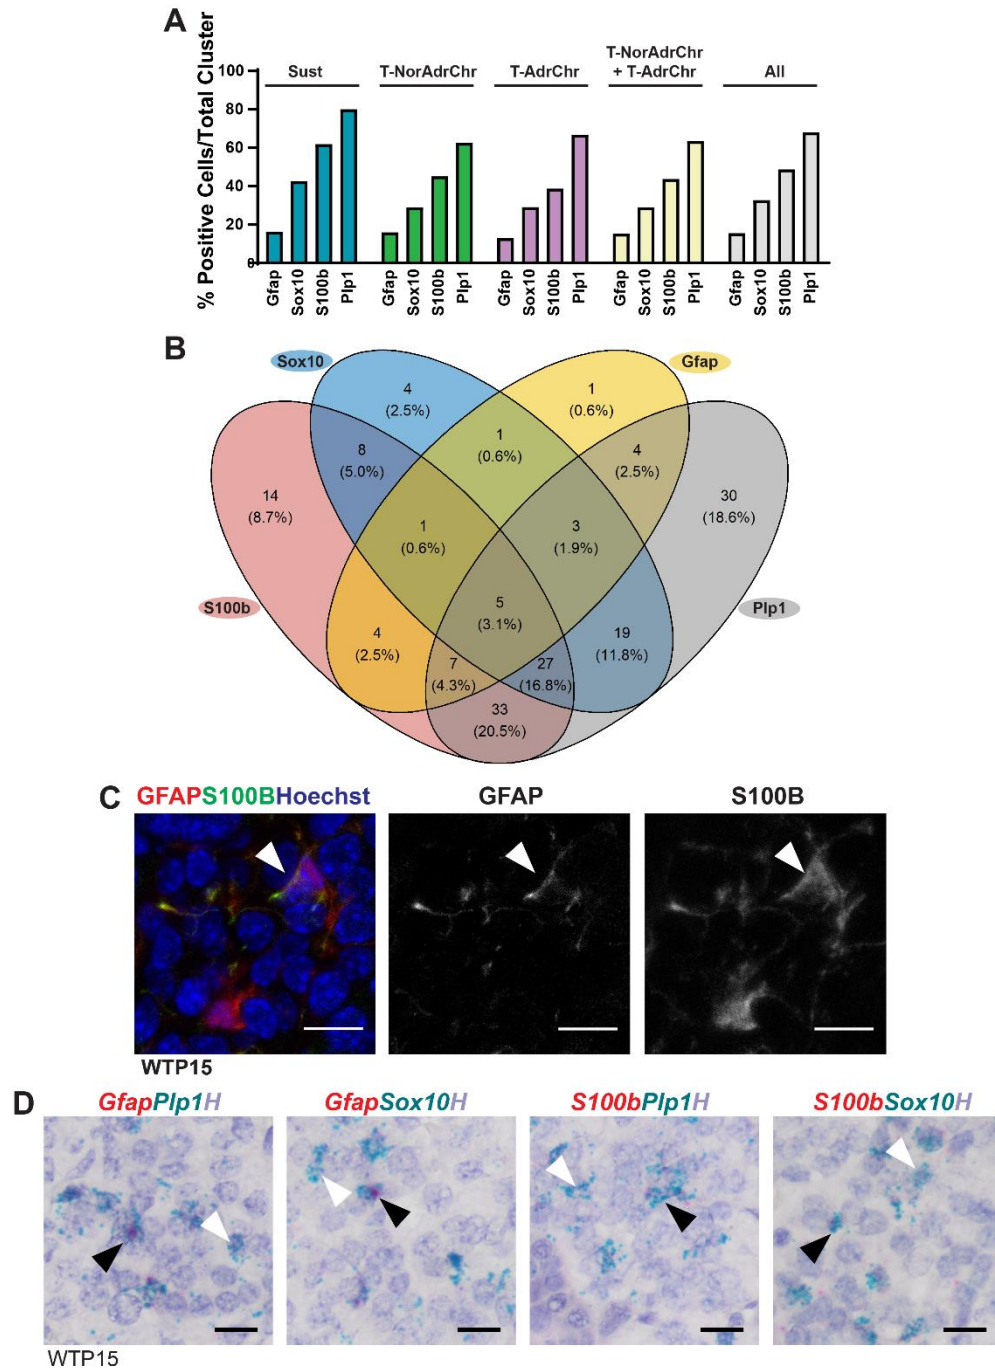 A
% Positive Cells/Total Cluster
100
80
60
40
20
0
Sust
T-NorAdrChr
T-AdrChr
T-NorAdrChr
+ T-AdrChr
All
Gfap
Sox10
S100b
Plp1
Gfap
Sox10
S100b
Plp1
Gfap
Sox10
S100b
Plp1
Gfap
Sox10
S100b
Plp1
Gfap
Sox10
S100b
Plp1
B
Sox10
Gfap
S100b
Plp1
4
(2.5%)
1
(0.6%)
8
(5.0%)
1
(0.6%)
4
(2.5%)
14
(8.7%)
30
(18.6%)
1
(0.6%)
3
(1.9%)
5
(3.1%)
4
(2.5%)
19
(11.8%)
7
(4.3%)
27
(16.8%)
33
(20.5%)
C
GFAPS100BHoechst
GFAP
S100B
WTP15
D
GfapPlp1H
GfapSox10H
S100bPlp1H
S100bSox10H
WTP15